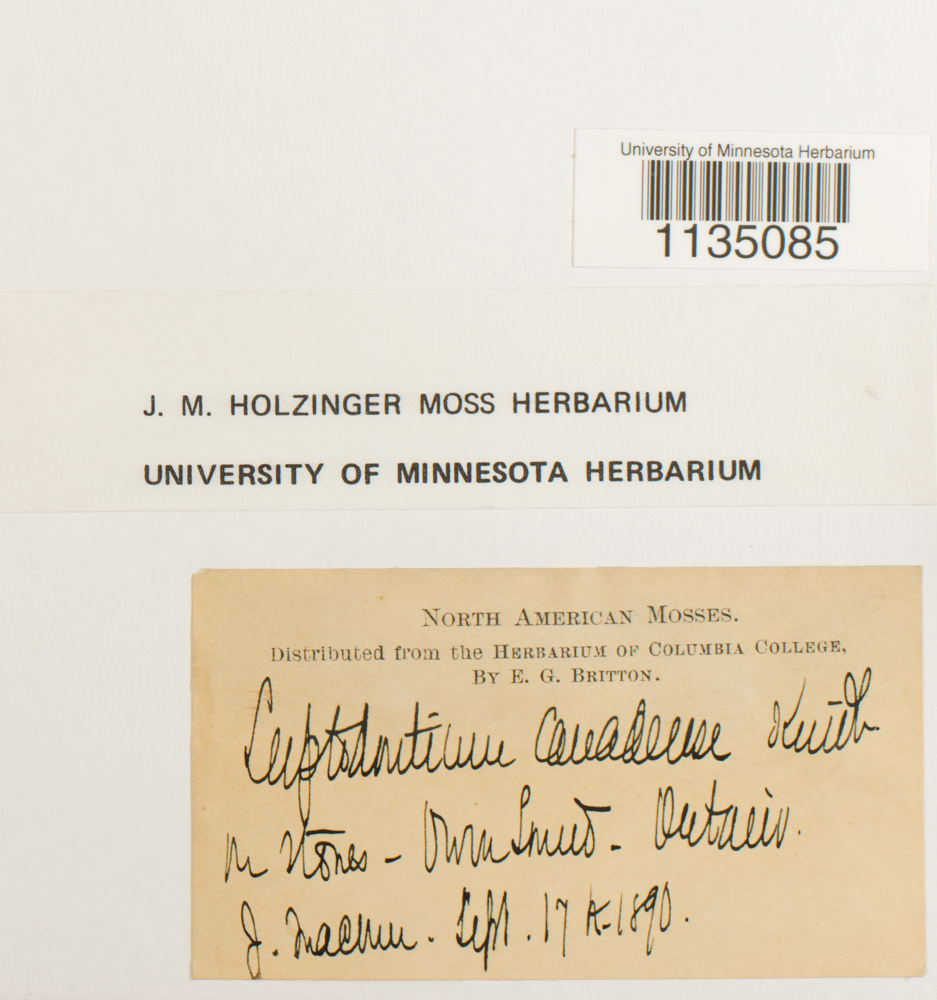 University of Minnesota Herbarium
1135085
J. M. HOLZINGER MOSS HERBARIUM
UNIVERSITY OF MINNESOTA HERBARIUM
NORTH AMERICAN MOSSES.
Distributed from the HERBARIUM OF COLUMBIA COLLEGE,
BY E. G. BRITTON.
Leptodontium Canadense Kindb.
on stones - Owen Sound - Ontario.
J. Macoun. Sept. 17th-1890.